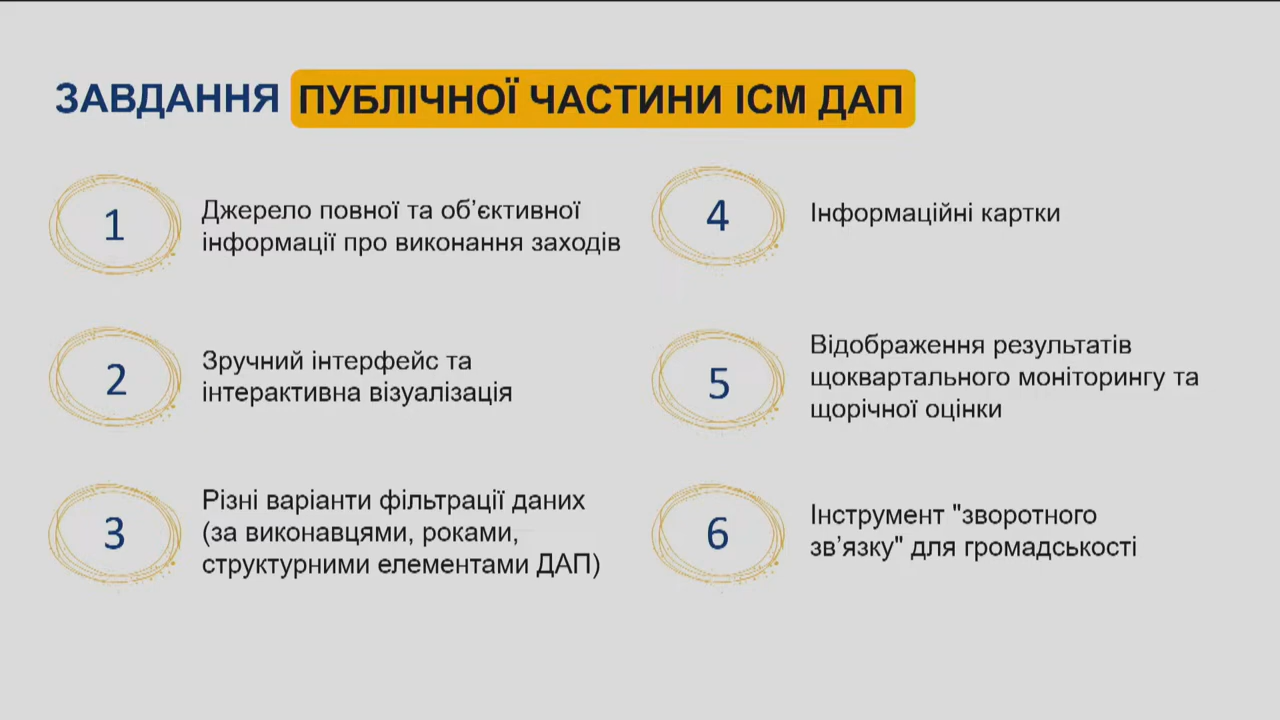 ЗАВДАННЯ ПУБЛІЧНОЇ ЧАСТИНИ ІСМ ДАП
1
Джерело повної та об’єктивної
інформації про виконання заходів
2
Зручний інтерфейс та
інтерактивна візуалізація
3
Різні варіанти фільтрації даних
(за виконавцями, роками,
структурними елементами ДАП)
4
Інформаційні картки
5
Відображення результатів
щоквартального моніторингу та
щорічної оцінки
6
Інструмент "зворотного
зв’язку" для громадськості